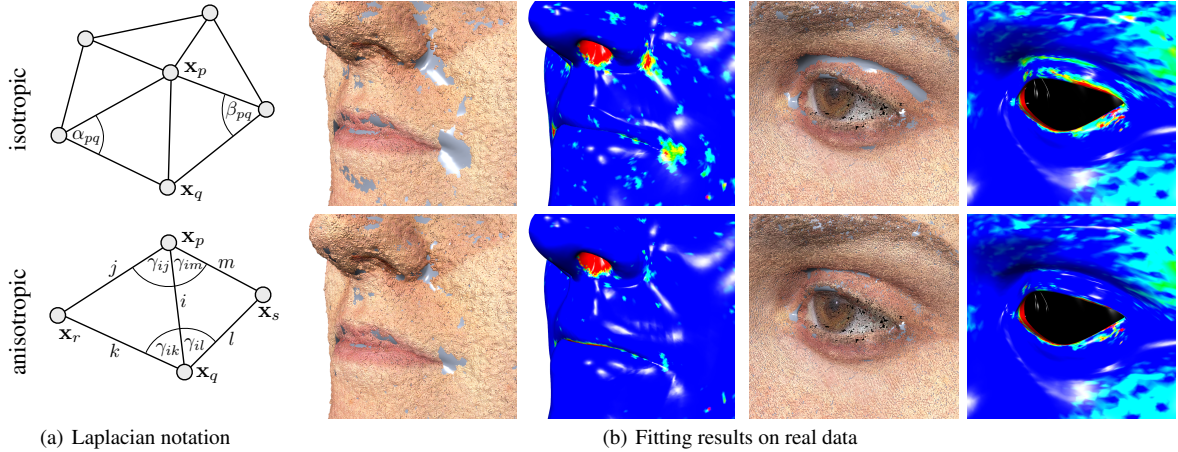 isotropic
x_p
α_pq
β_pq
x_q
anisotropic
x_p
j
γ_ij
γ_im
m
i
x_r
x_s
k
γ_ik
γ_il
l
x_q
(a) Laplacian notation
(b) Fitting results on real data